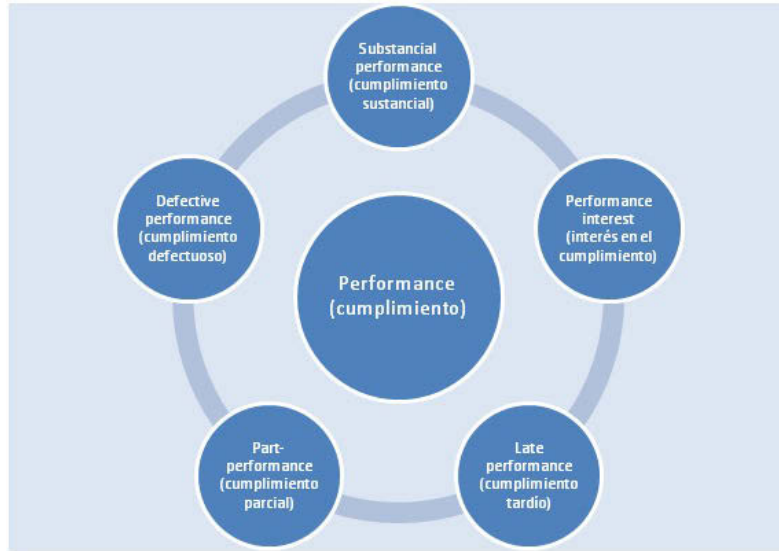 Substancial
performance
(cumplimiento
sustancial)
Defective
performance
(cumplimiento
defectuoso)
Performance
interest
(interés en el
cumplimiento)
Performance
(cumplimiento)
Part-
performance
(cumplimiento
parcial)
Late
performance
(cumplimiento
tardío)